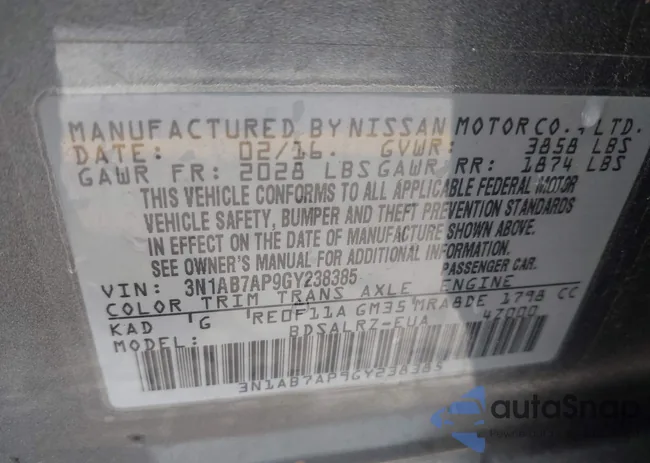 MANUFACTURED BY NISSAN MOTOR CO., LTD.
DATE: 02/16 GVWR: 3858 LBS
GAWR FR: 2028 LBS GAWR RR: 1874 LBS
THIS VEHICLE CONFORMS TO ALL APPLICABLE FEDERAL MOTOR
VEHICLE SAFETY, BUMPER AND THEFT PREVENTION STANDARDS
IN EFFECT ON THE DATE OF MANUFACTURE SHOWN ABOVE.
SEE OWNER'S MANUAL FOR ADDITIONAL INFORMATION.
VIN: 3N1AB7AP9GY238385 PASSENGER CAR.
COLOR TRIM TRANS AXLE ENGINE
KAD G RE0F11A GM35 MRA8DE 1798 CC
MODEL: BDSALRZ-EUA 47000
3N1AB7AP9GY238385
autoSnap